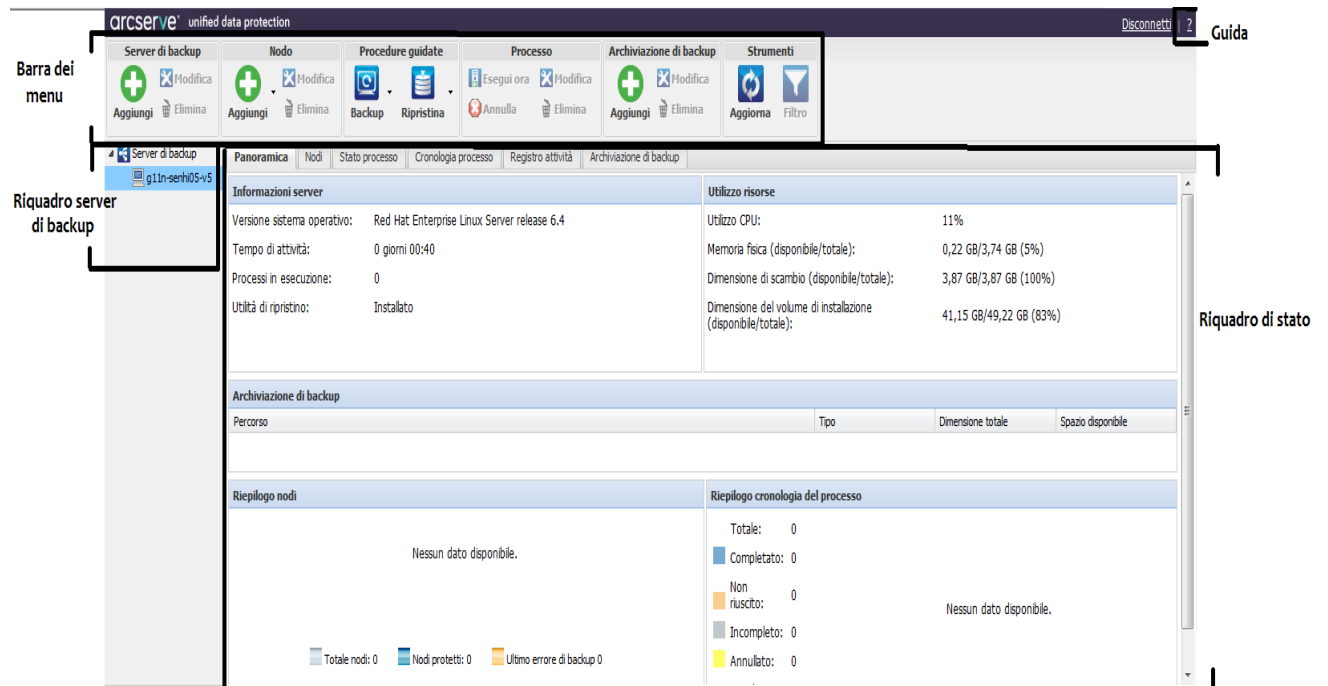 arcserve® unified data protection
Disconnetti | ?
Guida
Barra dei menu
Server di backup
Aggiungi
Modifica
Elimina
Nodo
Aggiungi
Modifica
Elimina
Procedure guidate
Backup
Ripristina
Processo
Esegui ora
Modifica
Annulla
Elimina
Archiviazione di backup
Aggiungi
Modifica
Elimina
Strumenti
Aggiorna
Filtro
Riquadro server di backup
Server di backup
g11n-senhi05-v5
Panoramica
Nodi
Stato processo
Cronologia processo
Registro attività
Archiviazione di backup
Informazioni server
Versione sistema operativo: Red Hat Enterprise Linux Server release 6.4
Tempo di attività: 0 giorni 00:40
Processi in esecuzione: 0
Utilità di ripristino: Installato
Utilizzo risorse
Utilizzo CPU: 11%
Memoria fisica (disponibile/totale): 0,22 GB/3,74 GB (5%)
Dimensione di scambio (disponibile/totale): 3,87 GB/3,87 GB (100%)
Dimensione del volume di installazione (disponibile/totale): 41,15 GB/49,22 GB (83%)
Riquadro di stato
Archiviazione di backup
Percorso Tipo Dimensione totale Spazio disponibile
Riepilogo nodi
Nessun dato disponibile.
Totale nodi: 0 Nodi protetti: 0 Ultimo errore di backup 0
Riepilogo cronologia del processo
Totale: 0
Completato: 0
Non riuscito: 0
Incompleto: 0
Annullato: 0
Nessun dato disponibile.